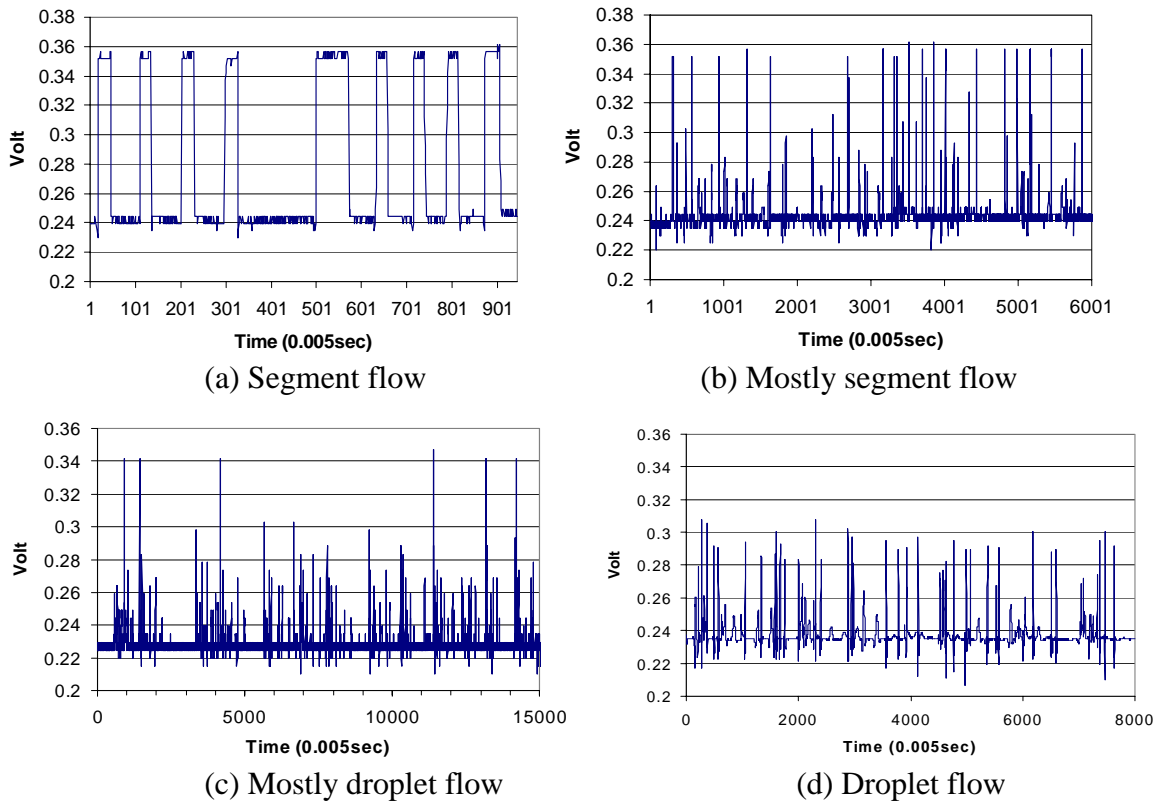 0.38
0.36
0.34
0.32
0.3
0.28
0.26
0.24
0.22
0.2
Volt
1 101 201 301 401 501 601 701 801 901
Time (0.005sec)
(a) Segment flow
0.38
0.36
0.34
0.32
0.3
0.28
0.26
0.24
0.22
0.2
Volt
1 1001 2001 3001 4001 5001 6001
Time (0.005sec)
(b) Mostly segment flow
0.36
0.34
0.32
0.3
0.28
0.26
0.24
0.22
0.2
Volt
0 5000 10000 15000
Time (0.005sec)
(c) Mostly droplet flow
0.36
0.34
0.32
0.3
0.28
0.26
0.24
0.22
0.2
Volt
0 2000 4000 6000 8000
Time (0.005sec)
(d) Droplet flow